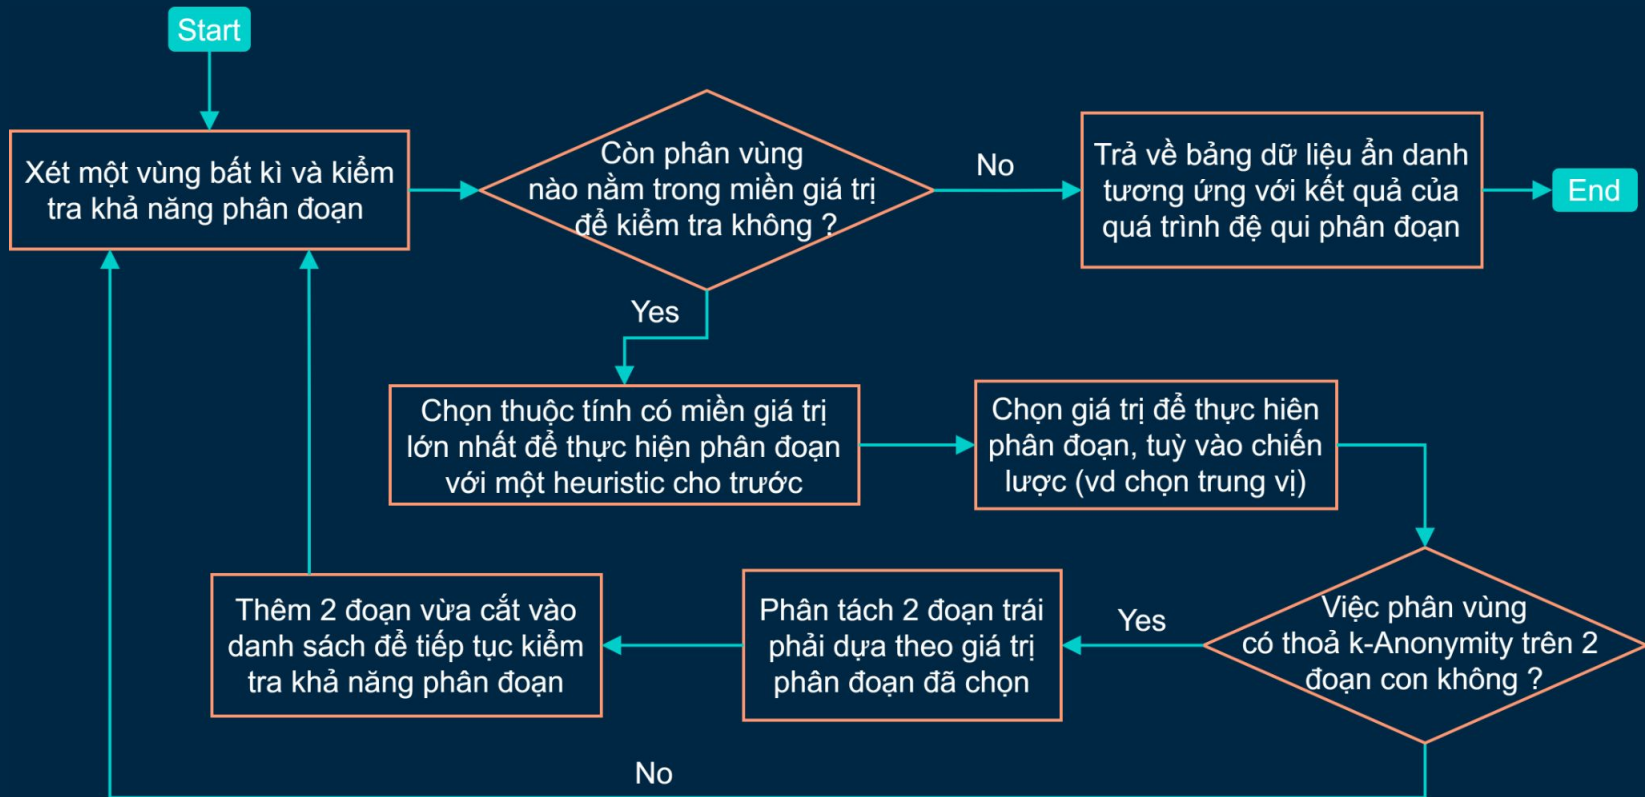 Start
Xét một vùng bất kì và kiểm
tra khả năng phân đoạn
Còn phân vùng
nào nằm trong miền giá trị
để kiểm tra không ?
No
Trả về bảng dữ liệu ẩn danh
tương ứng với kết quả của
quá trình đệ qui phân đoạn
End
Yes
Chọn thuộc tính có miền giá trị
lớn nhất để thực hiện phân đoạn
với một heuristic cho trước
Chọn giá trị để thực hiên
phân đoạn, tuỳ vào chiến
lược (vd chọn trung vị)
Việc phân vùng
có thoả k-Anonymity trên 2
đoạn con không ?
Yes
Phân tách 2 đoạn trái
phải dựa theo giá trị
phân đoạn đã chọn
Thêm 2 đoạn vừa cắt vào
danh sách để tiếp tục kiểm
tra khả năng phân đoạn
No